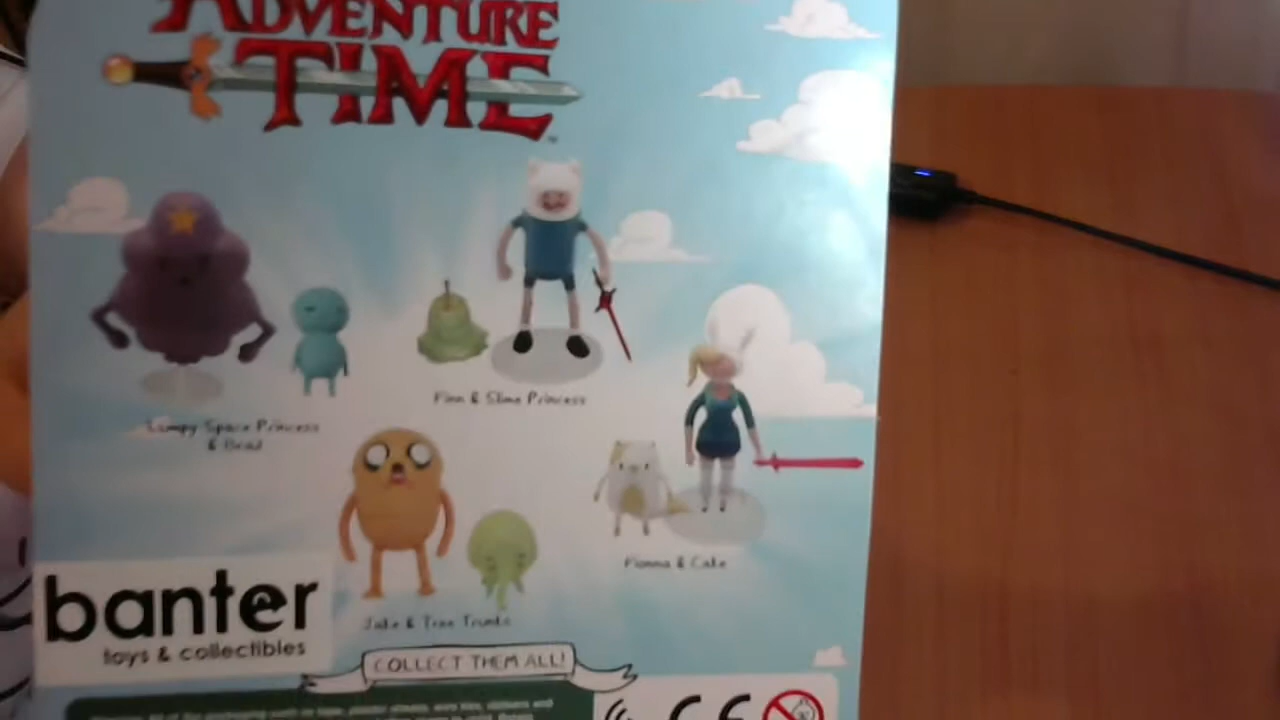 ADVENTURE
TIME
Finn & Slime Princess
Lumpy Space Princess
& Brad
Fionna & Cake
Jake & Tree Trunks
banter
toys & collectibles
COLLECT THEM ALL!
CE